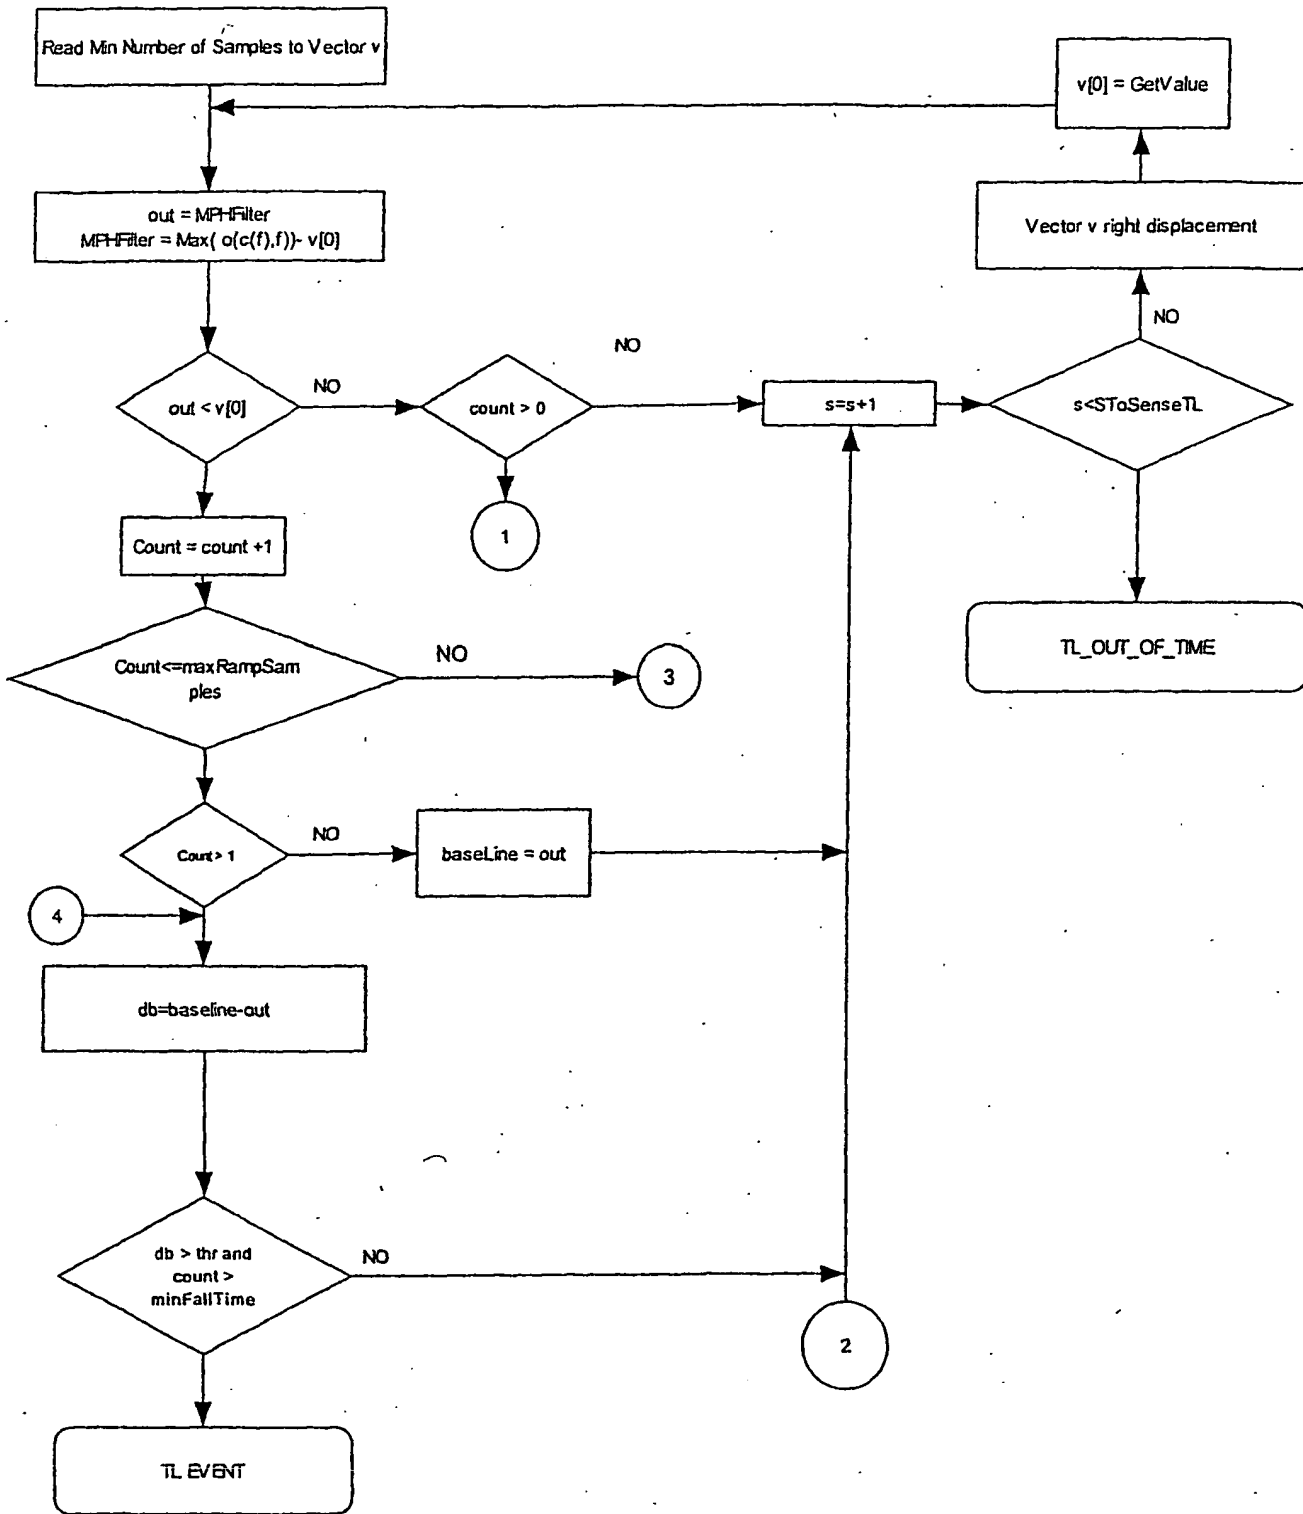 Read Min Number of Samples to Vector v
v[0] = GetValue
out = MPHFilter
MPHFilter = Max( o(c(f),f))- v[0]
Vector v right displacement
NO
out < v[0]
NO
count > 0
NO
s=s+1
s<SToSenseTL
Count = count +1
1
TL_OUT_OF_TIME
Count<=maxRampSam
ples
NO
3
Count> 1
NO
baseLine = out
4
db=baseline-out
db > thr and
count >
minFallTime
NO
2
TL EVENT